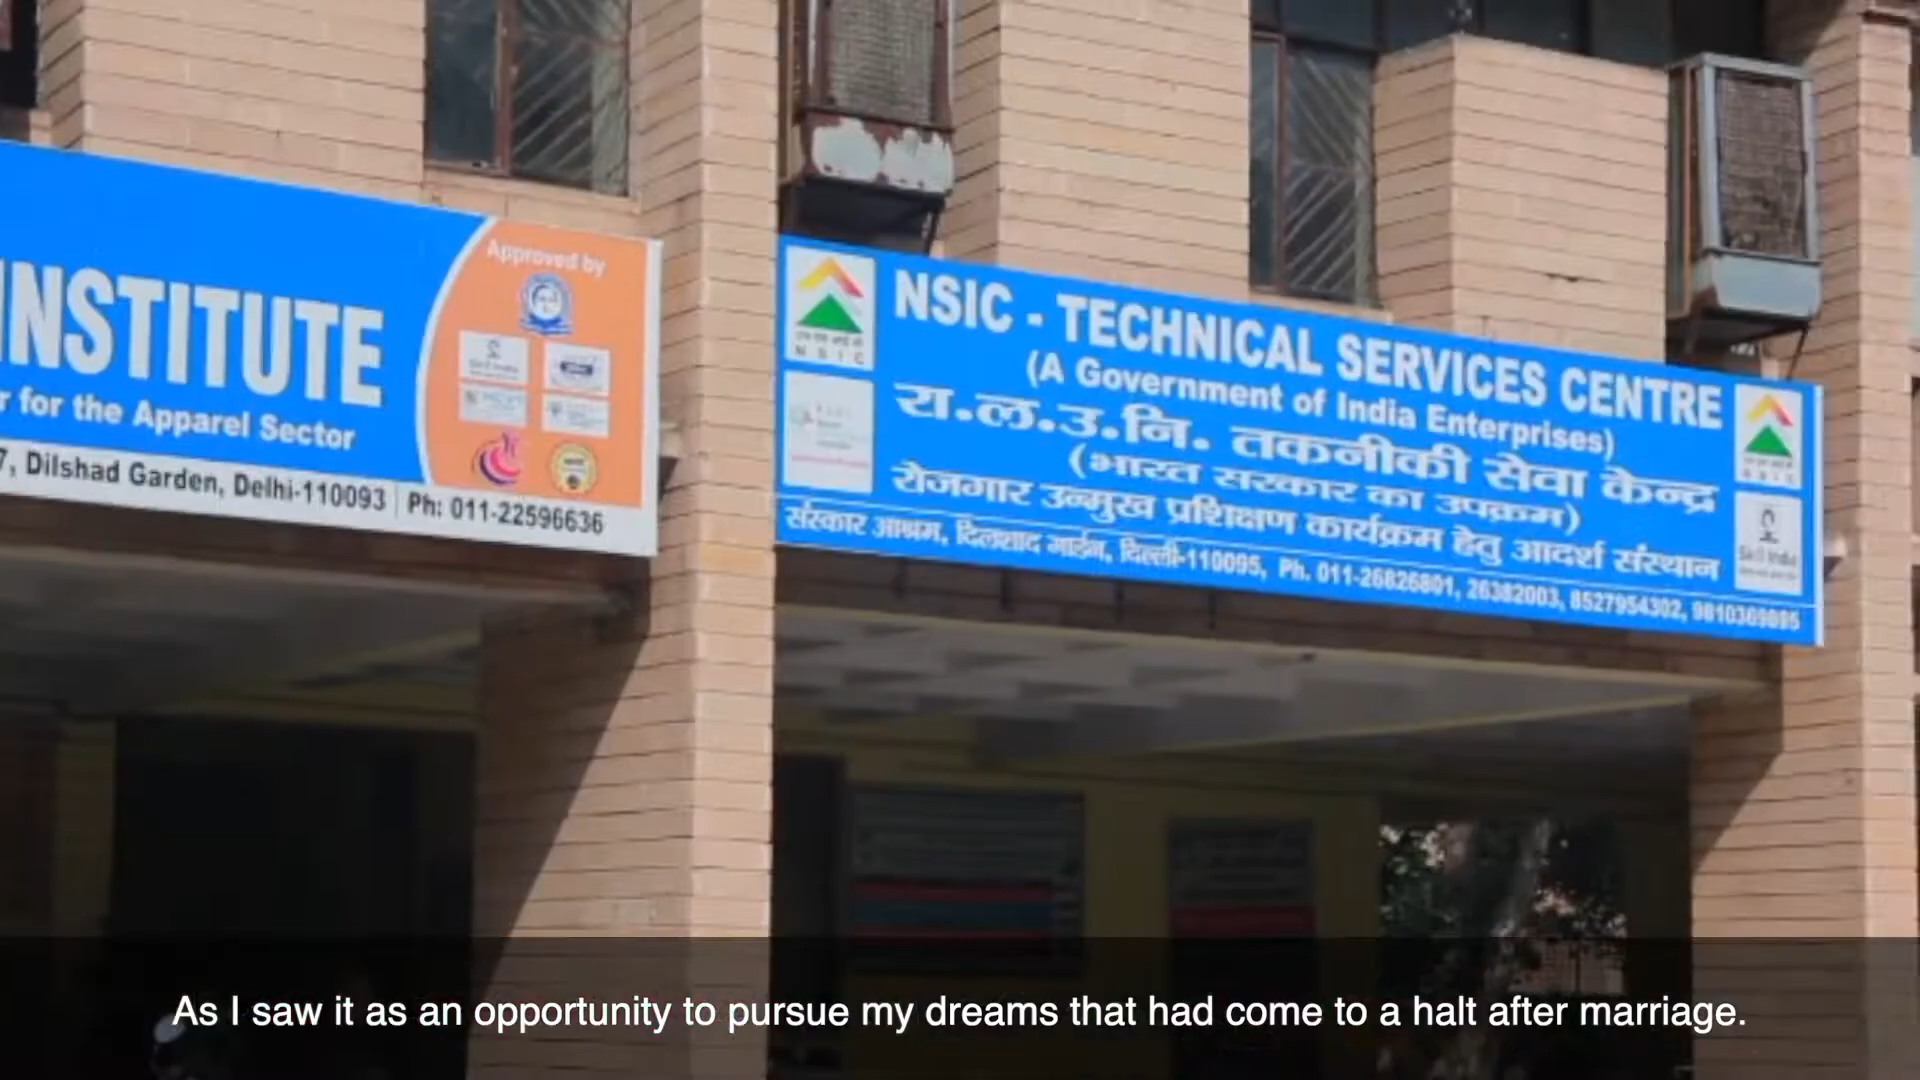 INSTITUTE
r for the Apparel Sector
7, Dilshad Garden, Delhi-110093 | Ph: 011-22596636
Approved by
NSIC
NSIC - TECHNICAL SERVICES CENTRE
(A Government of India Enterprises)
रा.ल.उ.नि. तकनीकी सेवा केन्द्र
(भारत सरकार का उपक्रम)
रोजगार उन्मुख प्रशिक्षण कार्यक्रम हेतु आदर्श संस्थान
संस्कार आश्रम, दिलशाद गार्डन, दिल्ली-110095, Ph. 011-26826801, 26382003, 8527954302, 9810369895
Skil India
As I saw it as an opportunity to pursue my dreams that had come to a halt after marriage.